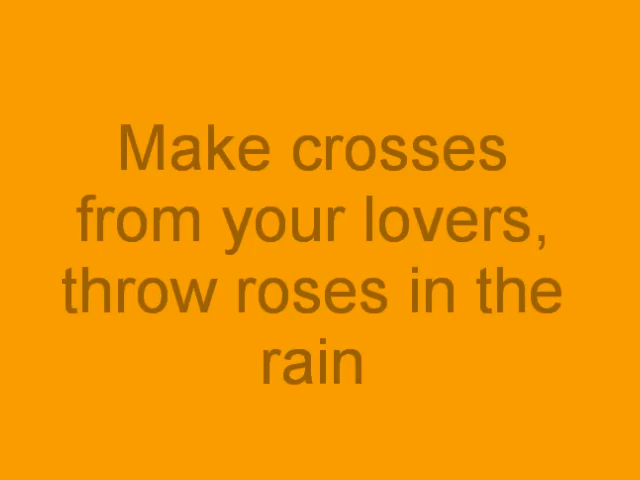 Make crosses
from your lovers,
throw roses in the
rain